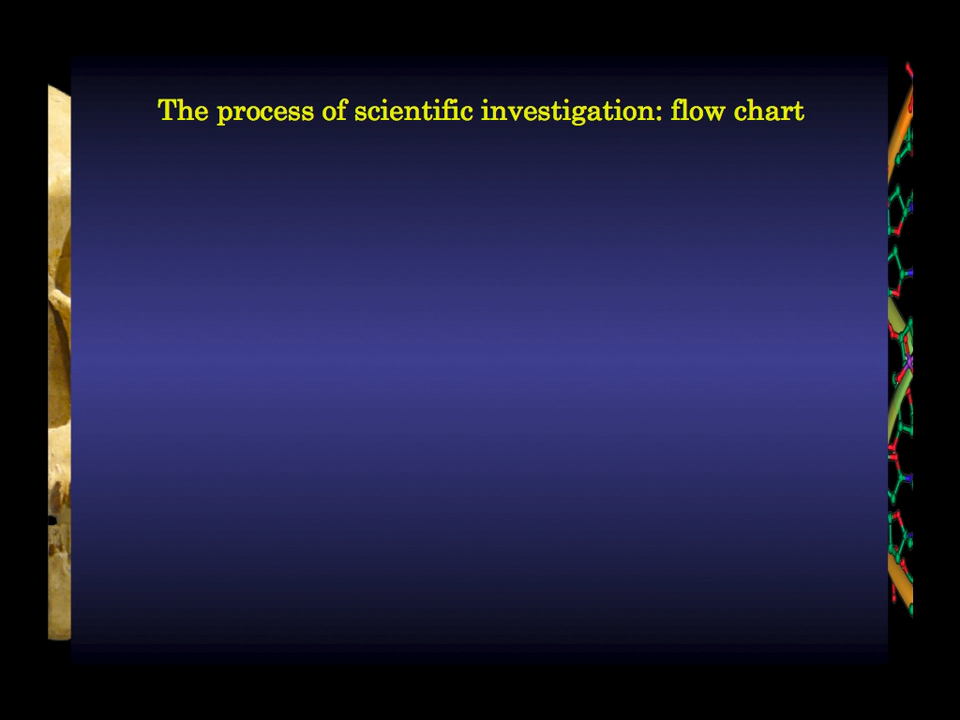 The process of scientific investigation: flow chart